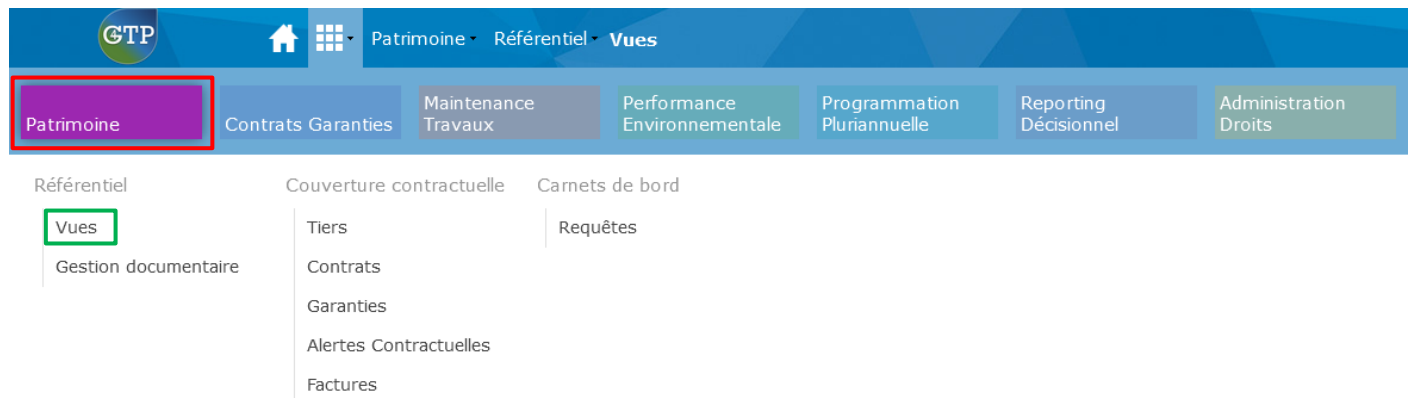 GTP
Patrimoine Référentiel Vues
Patrimoine
Contrats Garanties
Maintenance
Travaux
Performance
Environnementale
Programmation
Pluriannuelle
Reporting
Décisionnel
Administration
Droits
Référentiel
Vues
Gestion documentaire
Couverture contractuelle
Tiers
Contrats
Garanties
Alertes Contractuelles
Factures
Carnets de bord
Requêtes